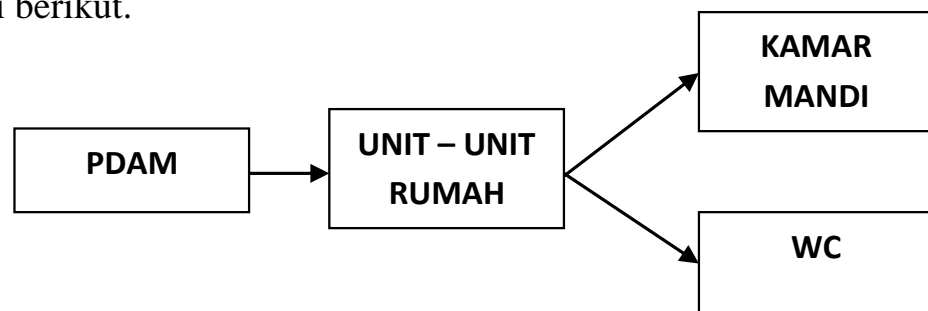 berikut.
PDAM
UNIT – UNIT
RUMAH
KAMAR
MANDI
WC